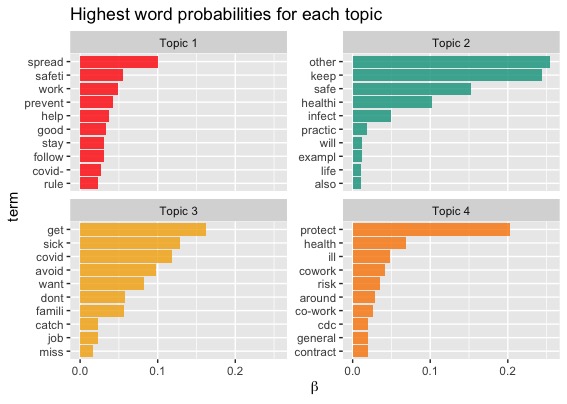 Highest word probabilities for each topic
Topic 1
spread
safeti
work
prevent
help
good
stay
follow
covid-
rule
Topic 2
other
keep
safe
healthi
infect
practic
will
exampl
life
also
Topic 3
get
sick
covid
avoid
want
dont
famili
catch
job
miss
0.0 0.1 0.2
Topic 4
protect
health
ill
cowork
risk
around
co-work
cdc
general
contract
0.0 0.1 0.2
term
β